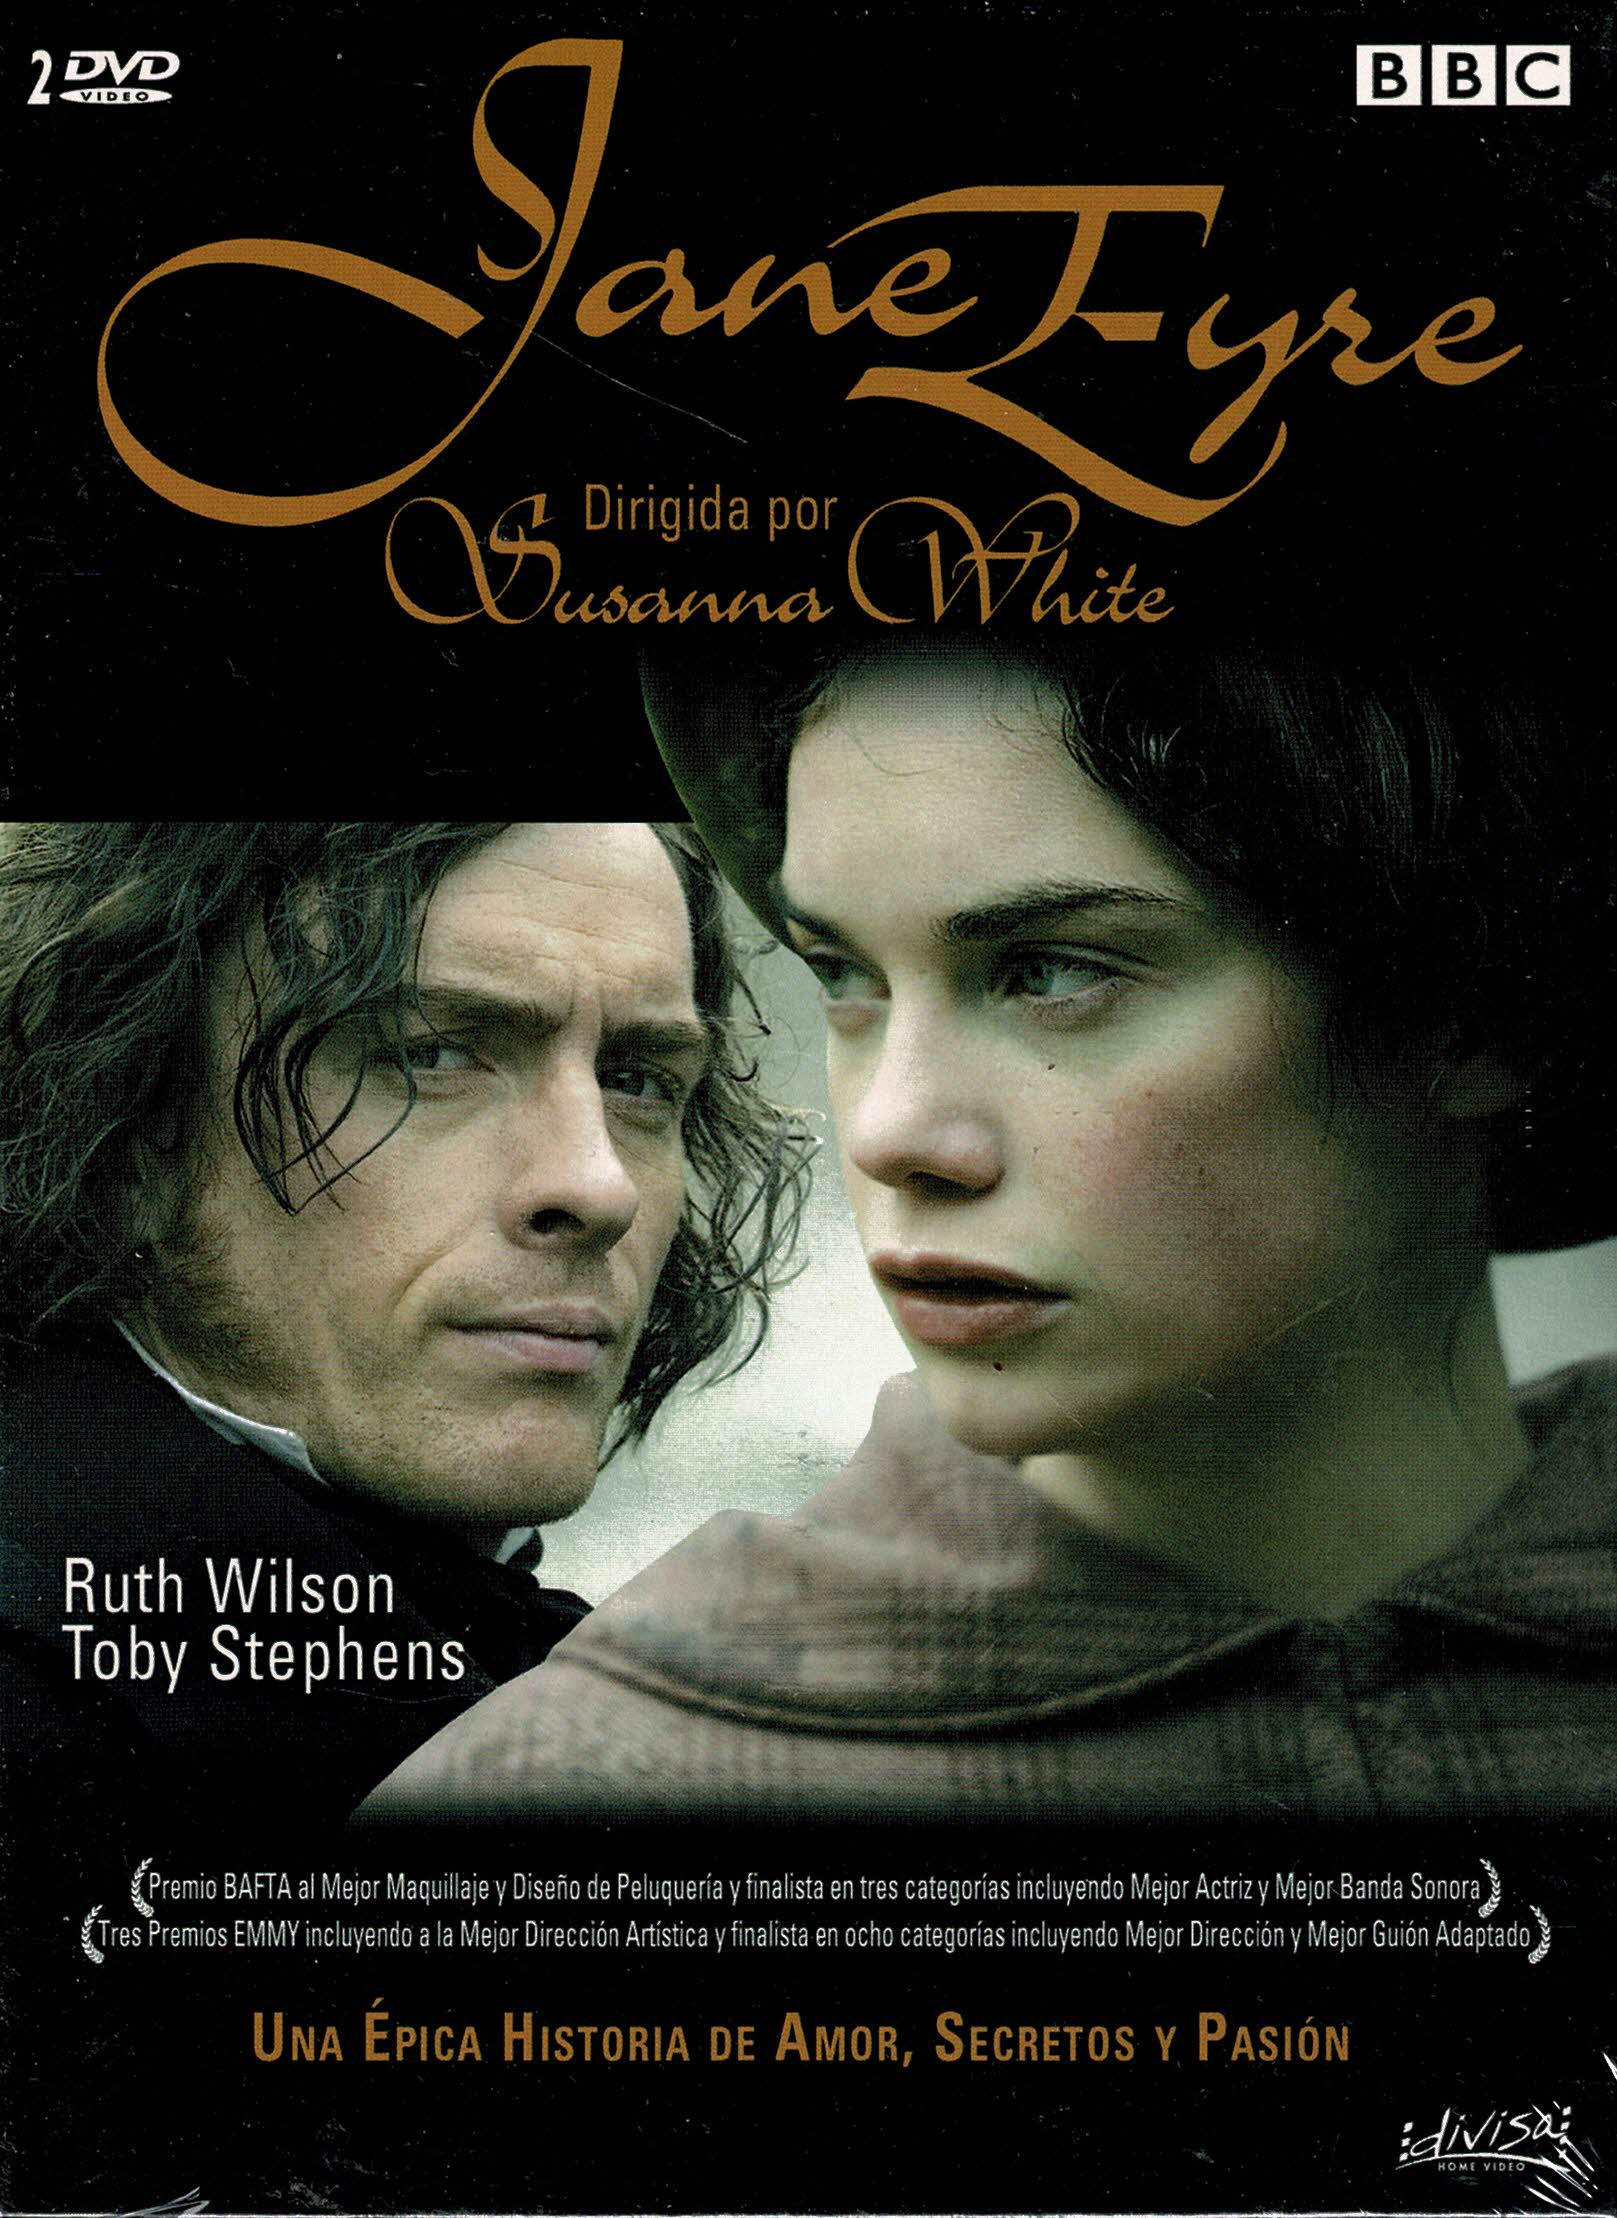 2 DVD
VIDEO
BBC
Jane Eyre
Dirigida por
Susanna White
Ruth Wilson
Toby Stephens
Premio BAFTA al Mejor Maquillaje y Diseño de Peluquería y finalista en tres categorías incluyendo Mejor Actriz y Mejor Banda Sonora
Tres Premios EMMY incluyendo a la Mejor Dirección Artística y finalista en ocho categorías incluyendo Mejor Dirección y Mejor Guión Adaptado
UNA ÉPICA HISTORIA DE AMOR, SECRETOS Y PASIÓN
divisa
HOME VIDEO